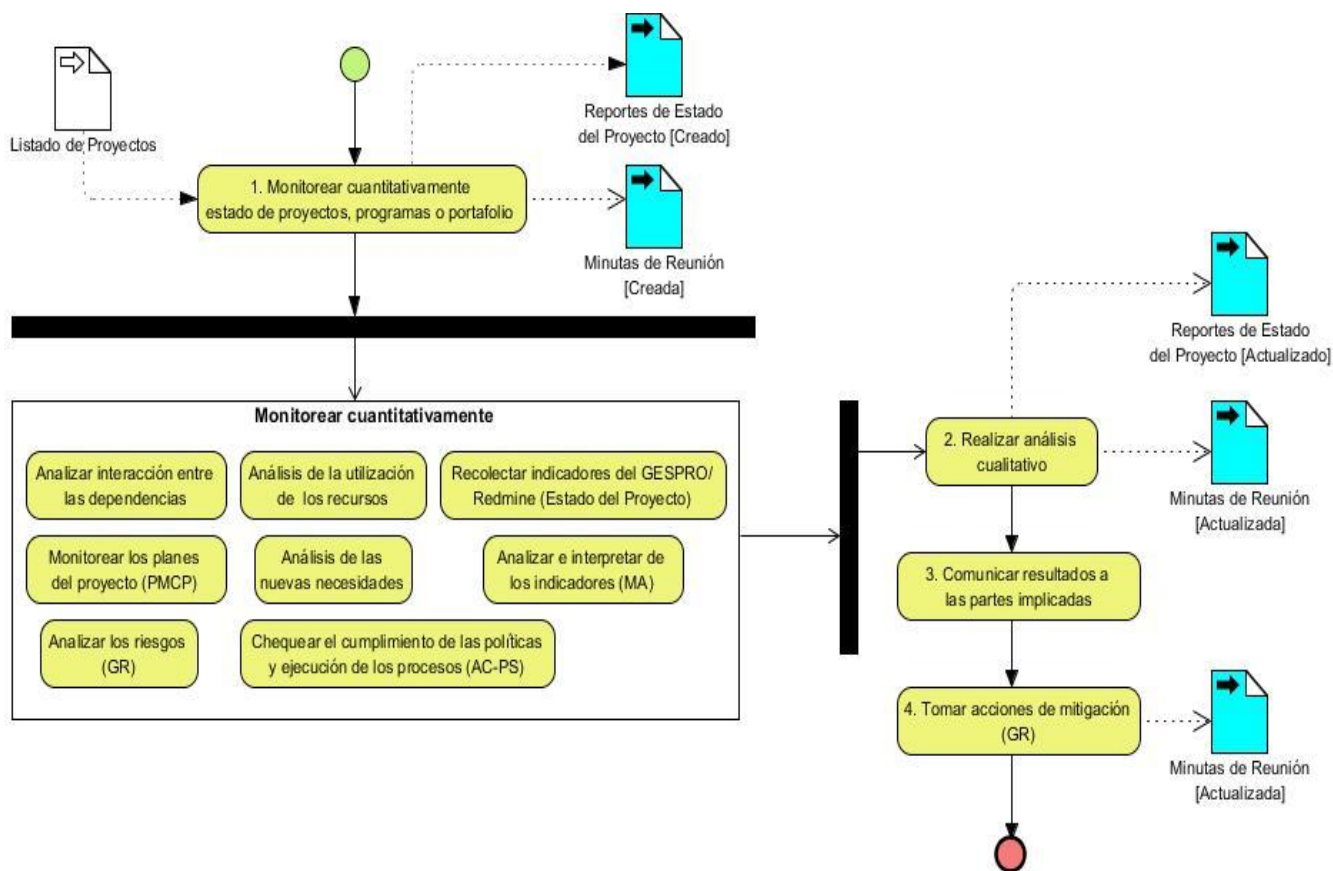 Listado de Proyectos
Reportes de Estado
del Proyecto [Creado]
1. Monitorear cuantitativamente
estado de proyectos, programas o portafolio
Minutas de Reunión
[Creada]
Reportes de Estado
del Proyecto [Actualizado]
Monitorear cuantitativamente
Analizar interacción entre
las dependencias
Análisis de la utilización
de los recursos
Recolectar indicadores del GESPRO/
Redmine (Estado del Proyecto)
Monitorear los planes
del proyecto (PMCP)
Análisis de las
nuevas necesidades
Analizar e interpretar de
los indicadores (MA)
Analizar los riesgos
(GR)
Chequear el cumplimiento de las políticas
y ejecución de los procesos (AC-PS)
2. Realizar análisis
cualitativo
Minutas de Reunión
[Actualizada]
3. Comunicar resultados a
las partes implicadas
4. Tomar acciones de mitigación
(GR)
Minutas de Reunión
[Actualizada]